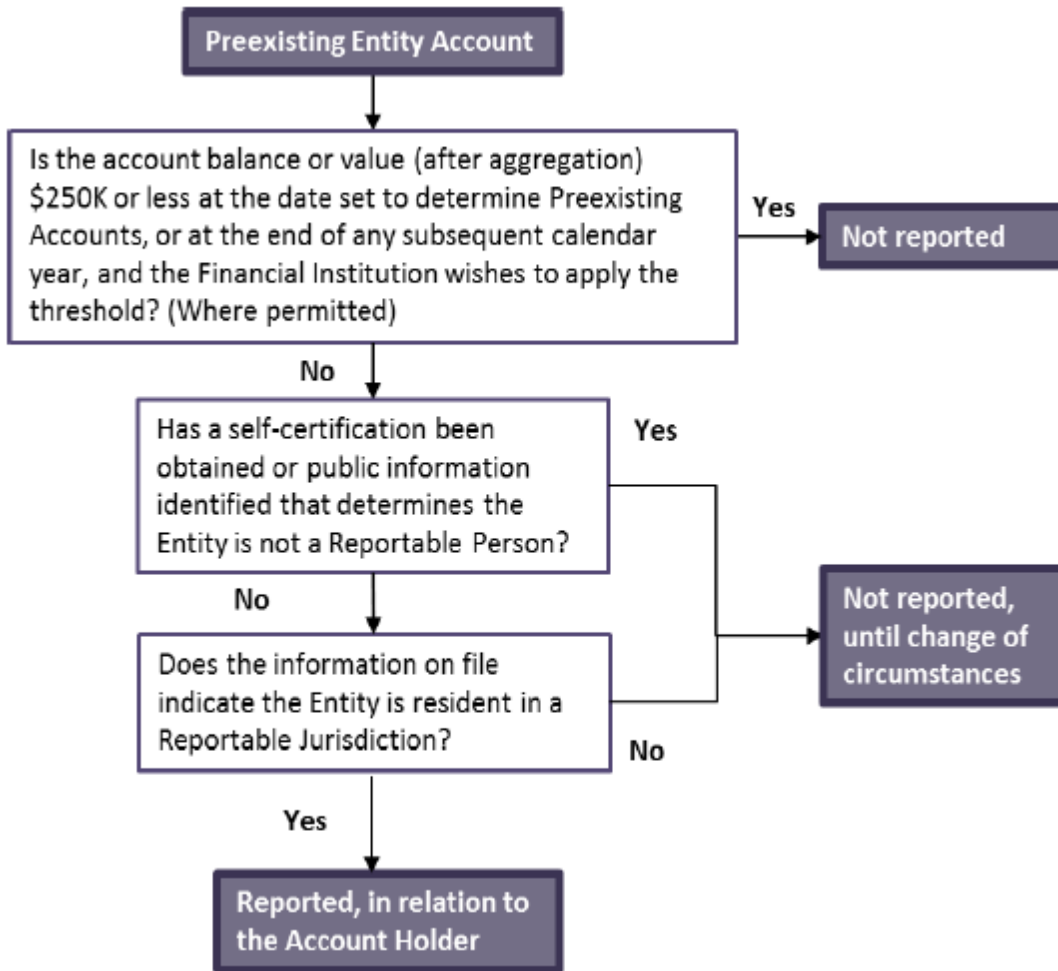 Preexisting Entity Account
Is the account balance or value (after aggregation)
$250K or less at the date set to determine Preexisting
Accounts, or at the end of any subsequent calendar
year, and the Financial Institution wishes to apply the
threshold? (Where permitted)
Yes
Not reported
No
Has a self-certification been
obtained or public information
identified that determines the
Entity is not a Reportable Person?
Yes
No
Does the information on file
indicate the Entity is resident in a
Reportable Jurisdiction?
No
Not reported,
until change of
circumstances
Yes
Reported, in relation to
the Account Holder